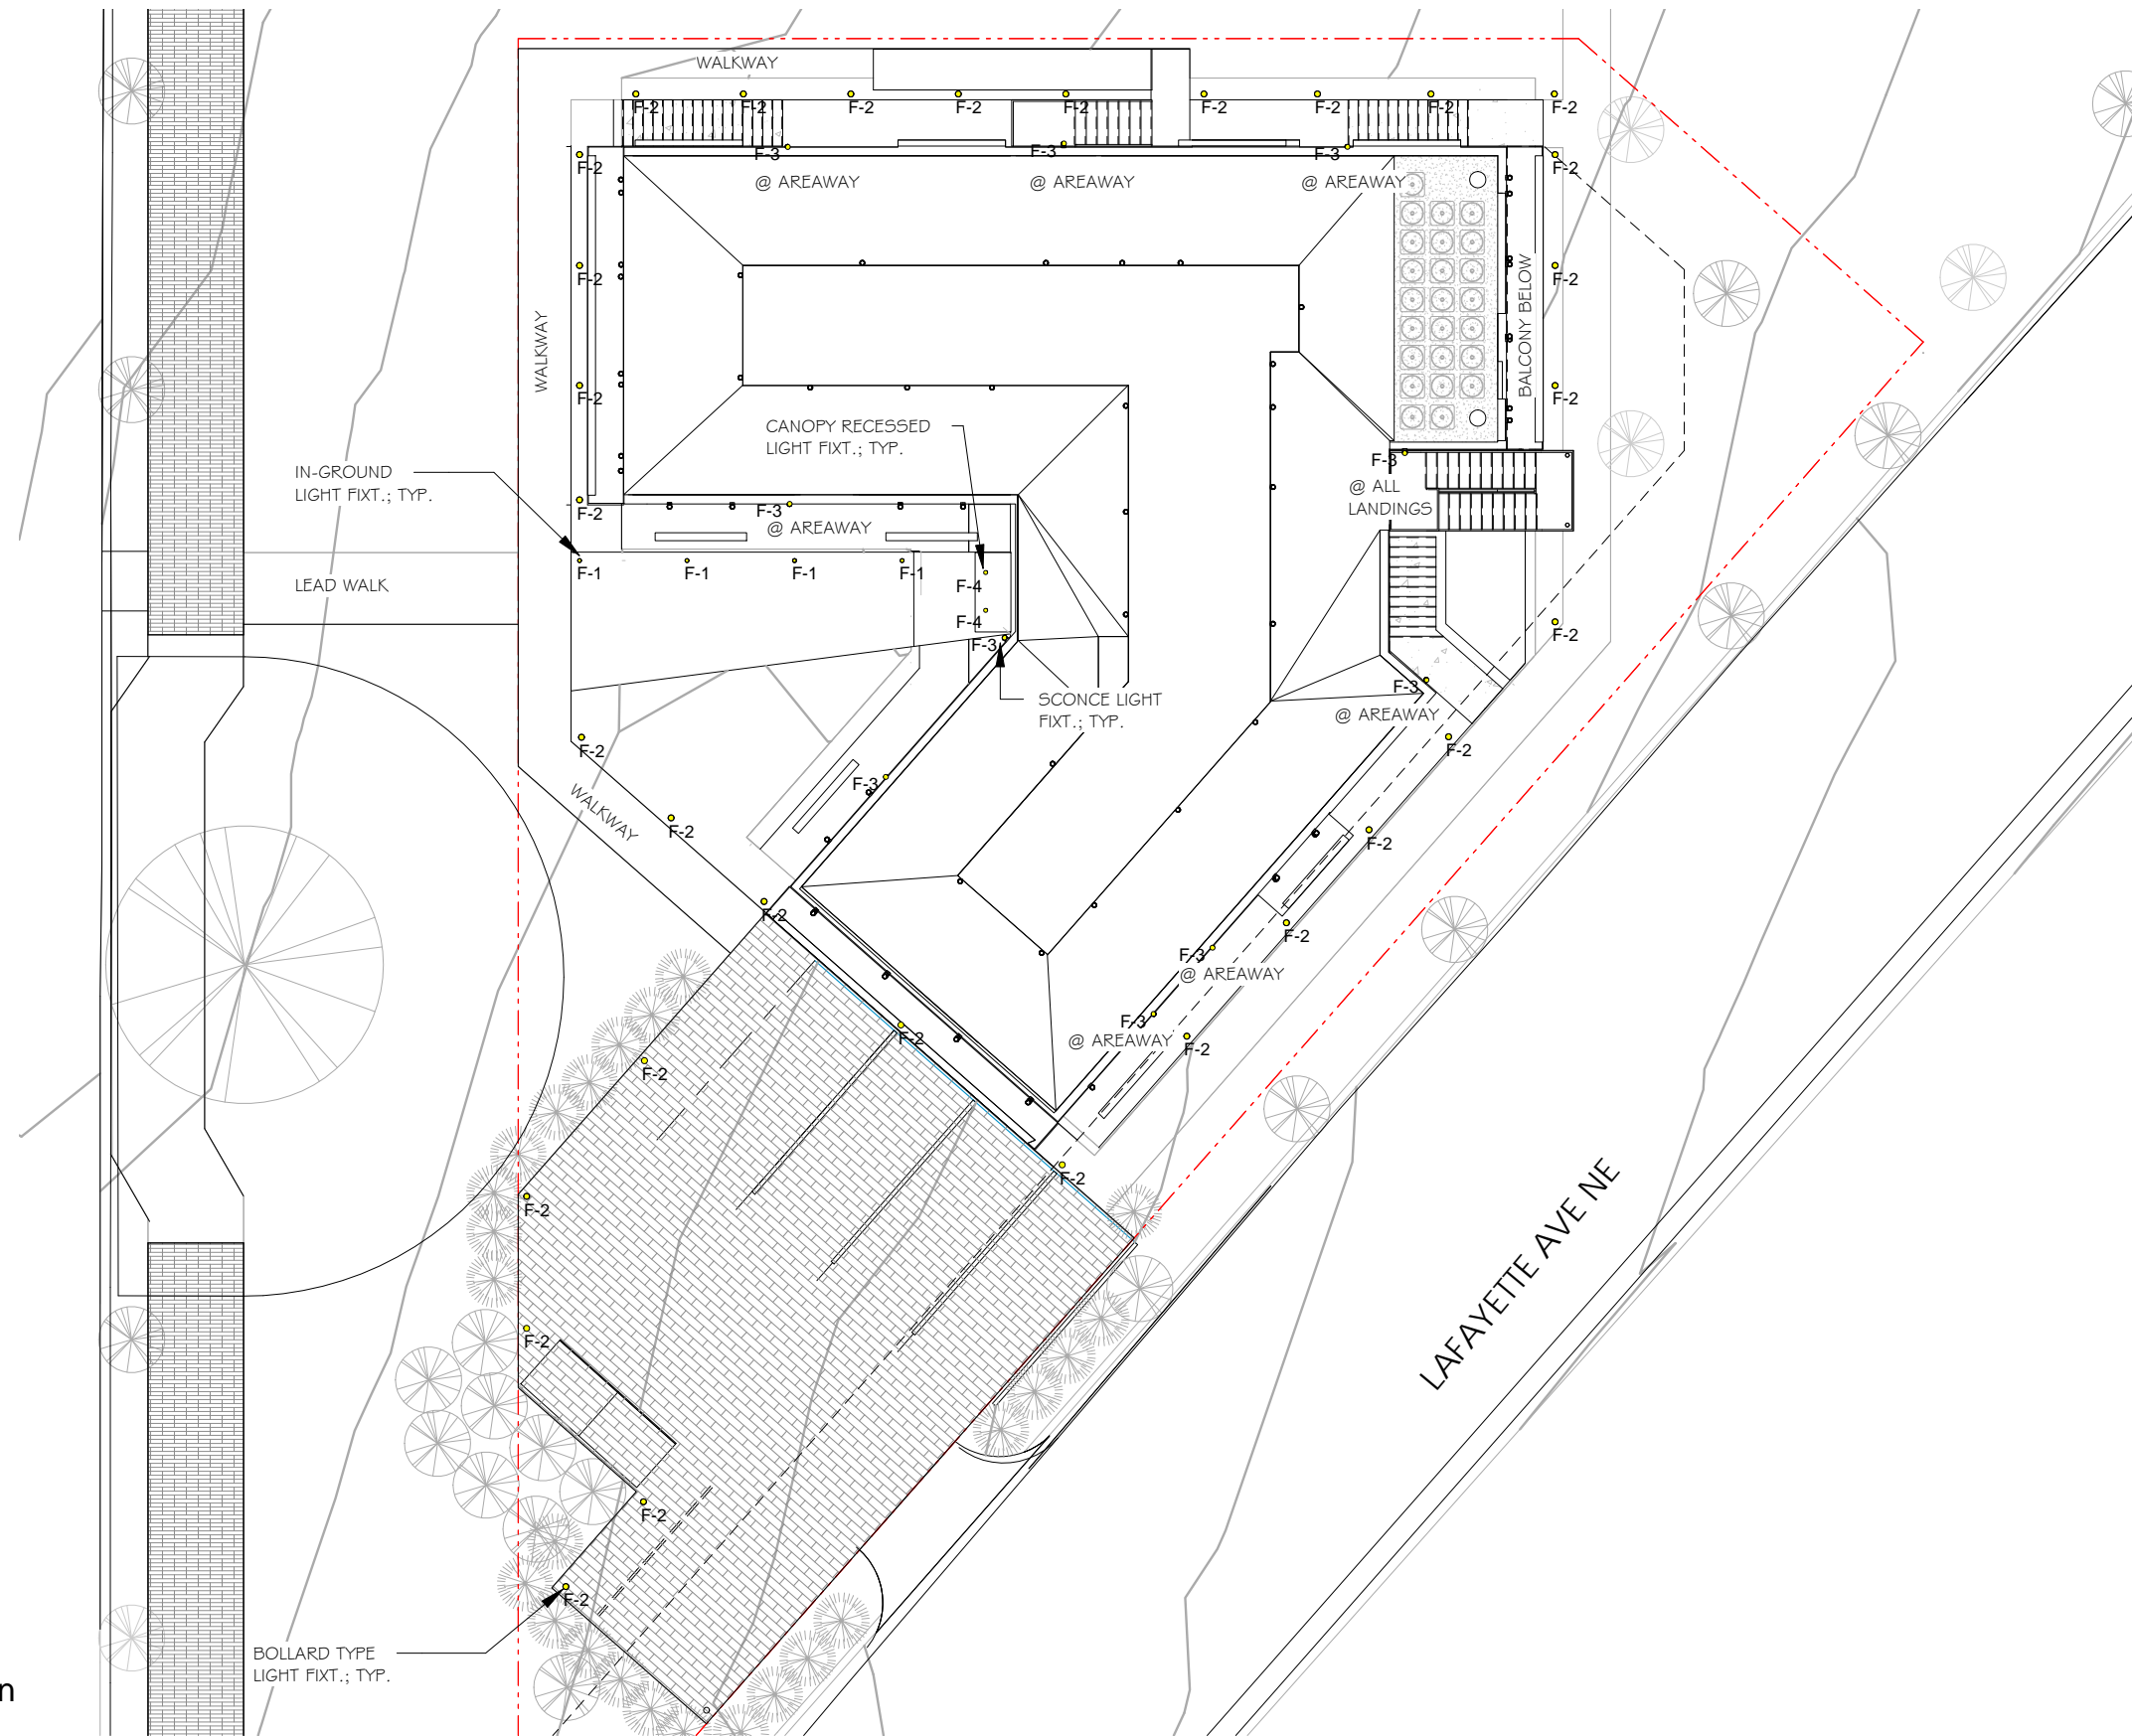 WALKWAY
F-2 F-2 F-2 F-2 F-2 F-2 F-2 F-2 F-2
F-3 F-3 F-3
F-2 F-2
@ AREAWAY @ AREAWAY @ AREAWAY
F-2 F-2
WALKWAY
BALCONY BELOW
F-2 F-2
CANOPY RECESSED
LIGHT FIXT.; TYP.
IN-GROUND
LIGHT FIXT.; TYP.
F-3
@ ALL
LANDINGS
F-2
F-3
@ AREAWAY
F-1 F-1 F-1 F-1
LEAD WALK
F-4
F-4
F-3
F-2
SCONCE LIGHT
FIXT.; TYP.
F-3
@ AREAWAY
F-2
F-2
WALKWAY
F-3
F-2
F-2
F-2
F-2
F-3
@ AREAWAY
F-2
F-3
@ AREAWAY
F-2
F-2
F-2
F-2
LAFAYETTE AVE NE
F-2
F-2
F-2
BOLLARD TYPE
LIGHT FIXT.; TYP.
n